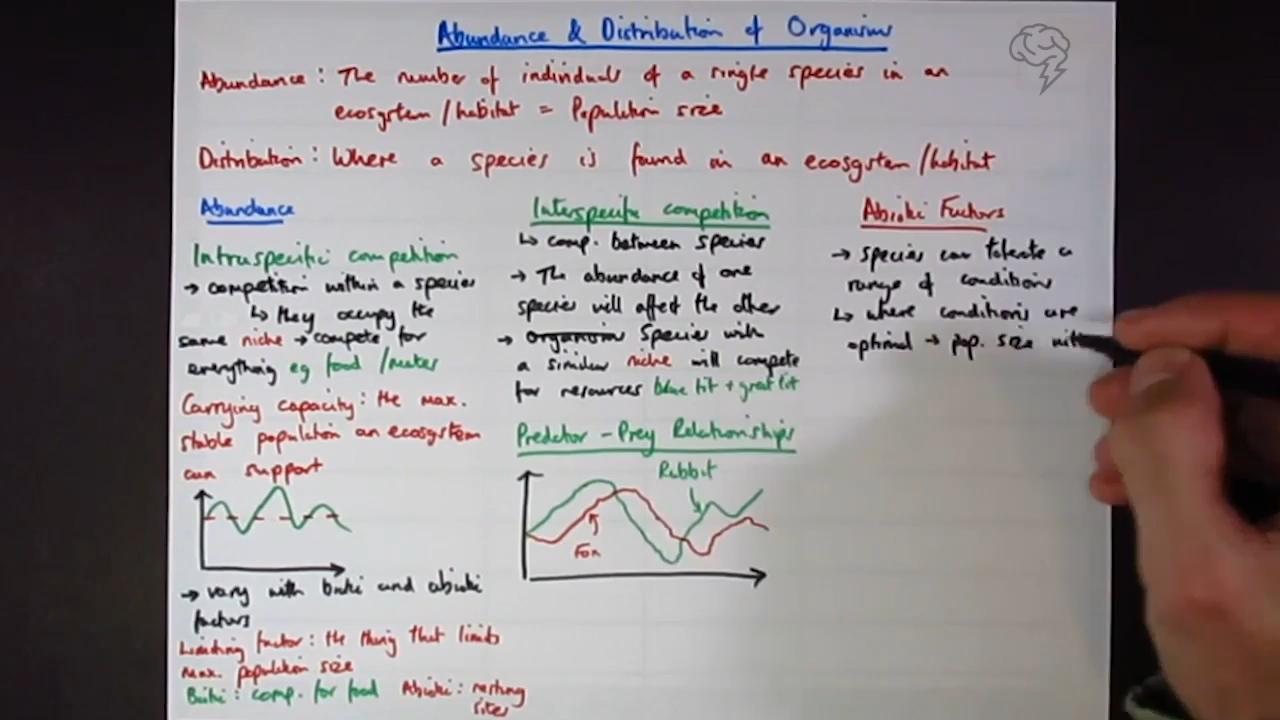 Abundance & Distribution of Organisms
Abundance : The number of individuals of a single species in an
ecosystem/habitat = Population size
Distribution : Where a species is found in an ecosystem/habitat
Abundance
Intraspecific competition
→ competition within a species
↳ they occupy the
same niche → compete for
everything eg food /mates
Carrying capacity : the max.
stable population an ecosystem
can support
→ vary with biotic and abiotic
factors
Limiting factor : the thing that limits
max. population size
Biotic : comp. for food Abiotic : nesting
sites
Interspecific competition
↳ comp. between species
→ The abundance of one
species will affect the other
→ organism species with
a similar niche will compete
for resources blue tit + great tit
Predator - Prey Relationships
Rabbit
Fox
Abiotic Factors
→ species can tolerate a
range of conditions
↳ where conditions are
optimal → pop. size will